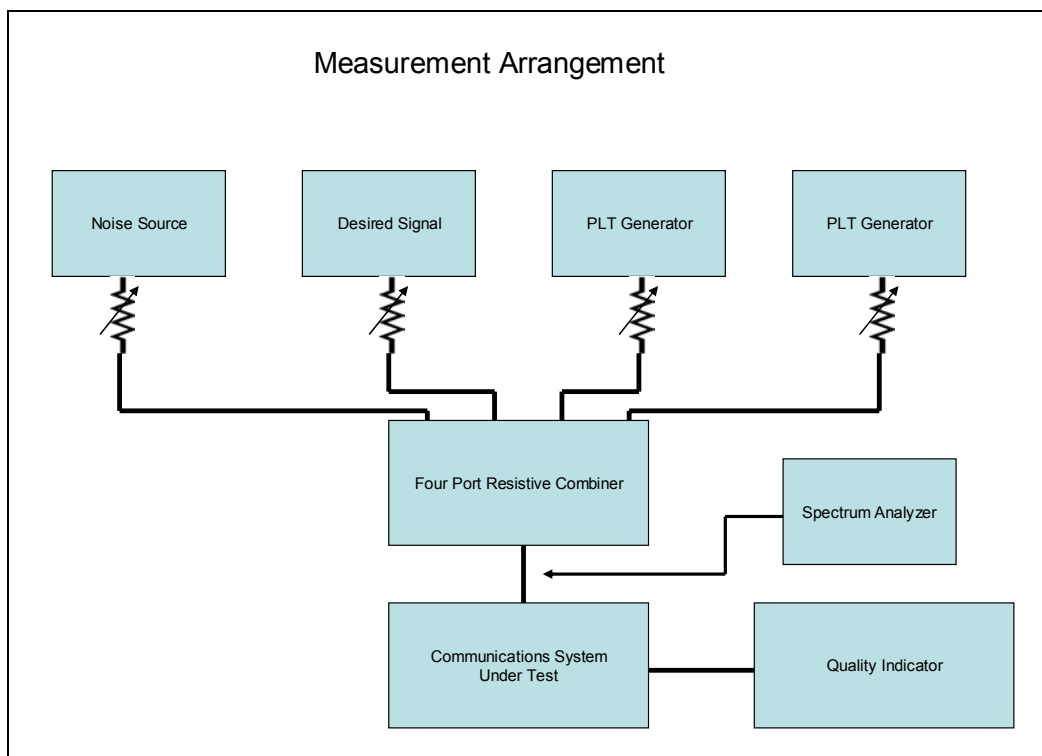 Measurement Arrangement
Noise Source
Desired Signal
PLT Generator
PLT Generator
Four Port Resistive Combiner
Spectrum Analyzer
Communications System
Under Test
Quality Indicator